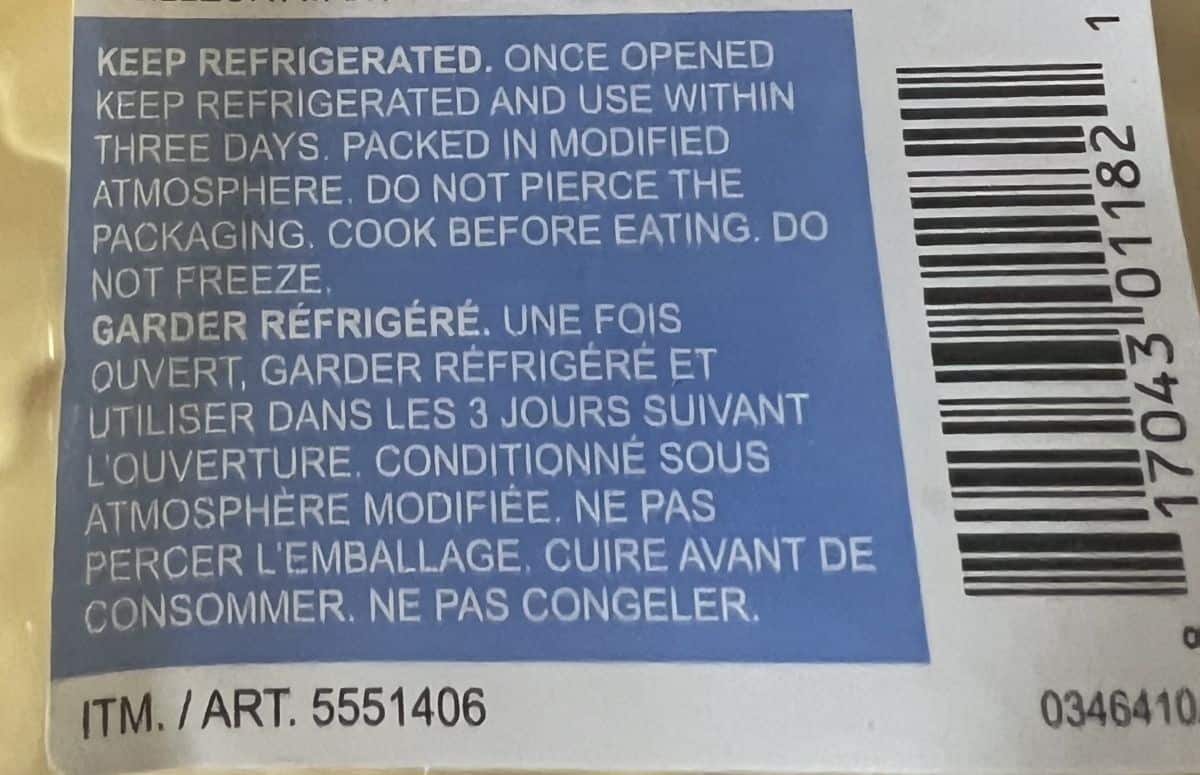 KEEP REFRIGERATED. ONCE OPENED
KEEP REFRIGERATED AND USE WITHIN
THREE DAYS. PACKED IN MODIFIED
ATMOSPHERE. DO NOT PIERCE THE
PACKAGING. COOK BEFORE EATING. DO
NOT FREEZE.
GARDER RÉFRIGÉRÉ. UNE FOIS
OUVERT, GARDER RÉFRIGÉRÉ ET
UTILISER DANS LES 3 JOURS SUIVANT
L'OUVERTURE. CONDITIONNÉ SOUS
ATMOSPHÈRE MODIFIÉE. NE PAS
PERCER L'EMBALLAGE. CUIRE AVANT DE
CONSOMMER. NE PAS CONGELER.
ITM. / ART. 5551406
8 17043 01182 1
0346410